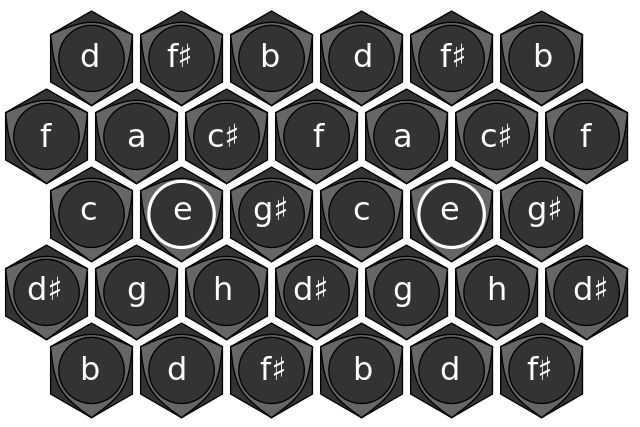 d f♯ b d f♯ b
f a c♯ f a c♯ f
c e g♯ c e g♯
d♯ g h d♯ g h d♯
b d f♯ b d f♯